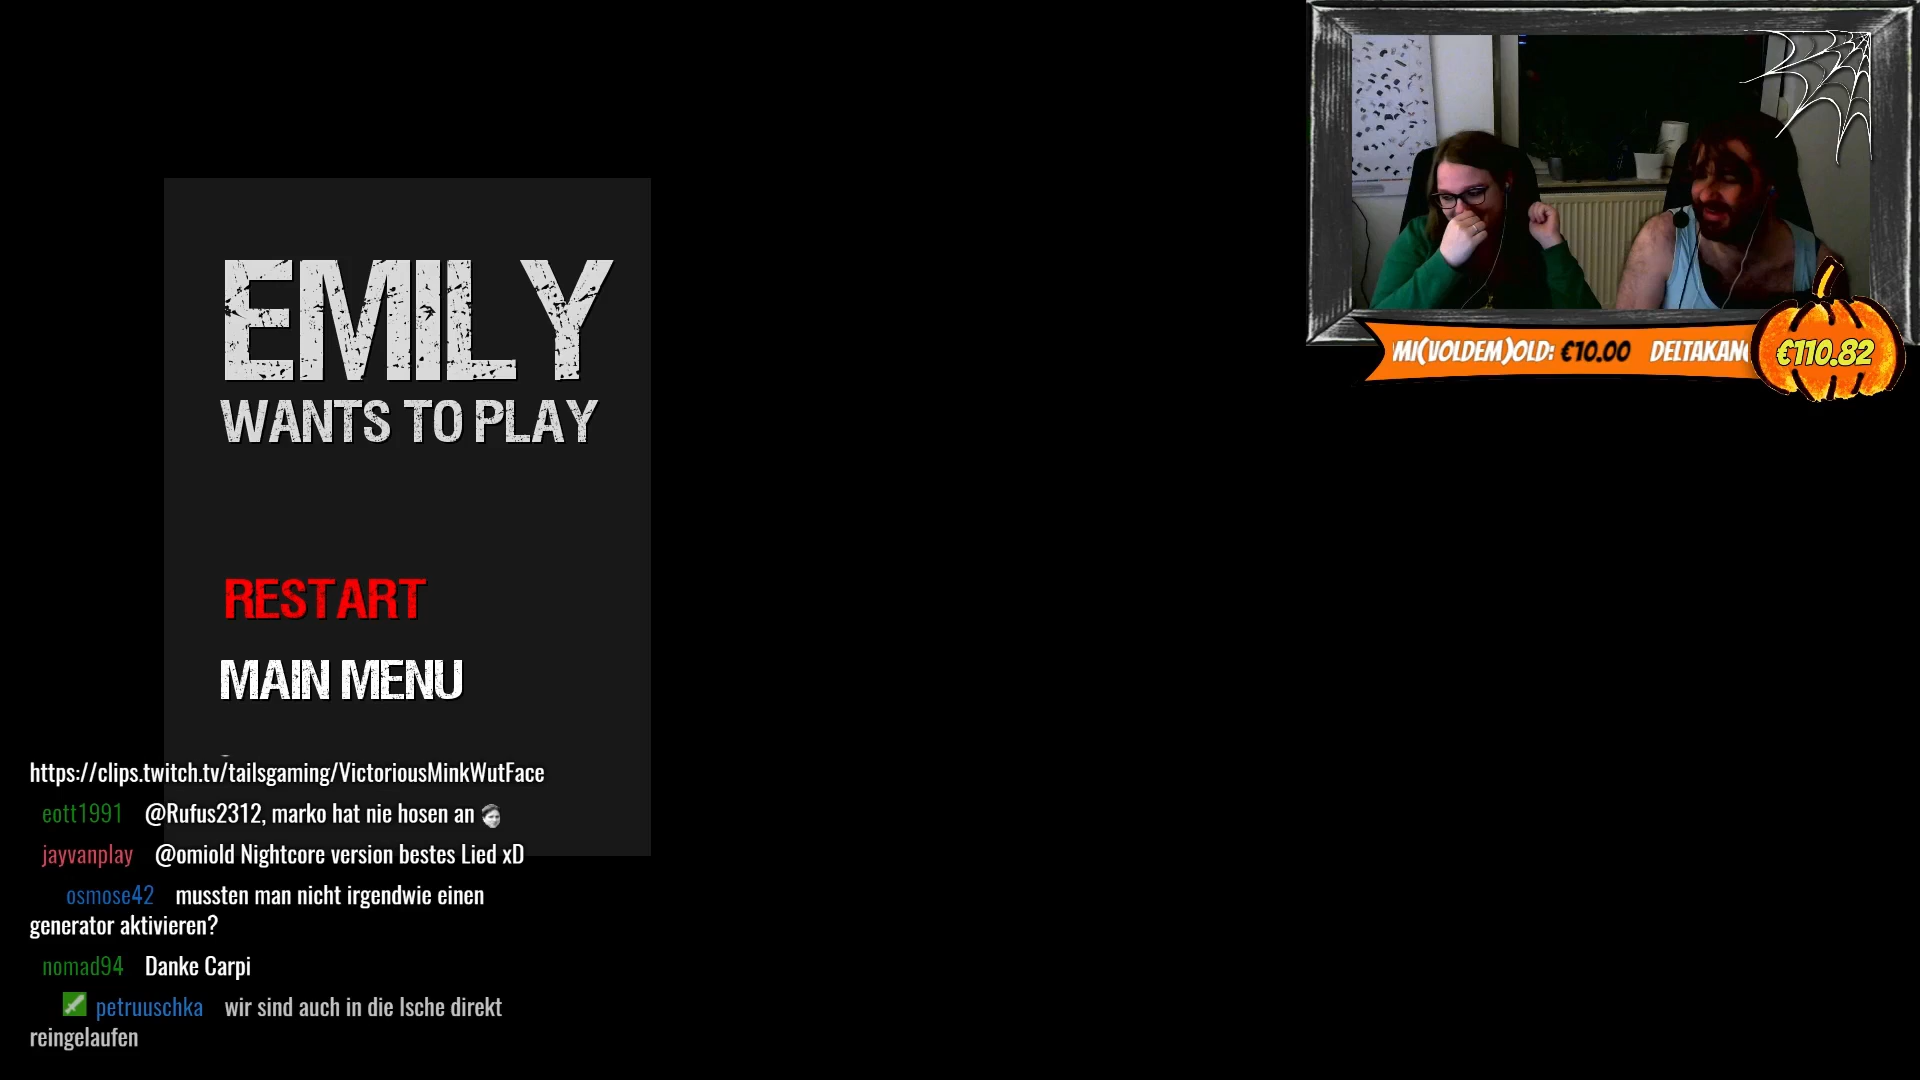 EMILY
WANTS TO PLAY
RESTART
MAIN MENU
MI(VOLDEM)OLD: €10.00 DELTAKAN
€110.82
https://clips.twitch.tv/tailsgaming/VictoriousMinkWutFace
eott1991 @Rufus2312, marko hat nie hosen an
jayvanplay @omiold Nightcore version bestes Lied xD
osmose42 mussten man nicht irgendwie einen
generator aktivieren?
nomad94 Danke Carpi
petruuschka wir sind auch in die Ische direkt
reingelaufen